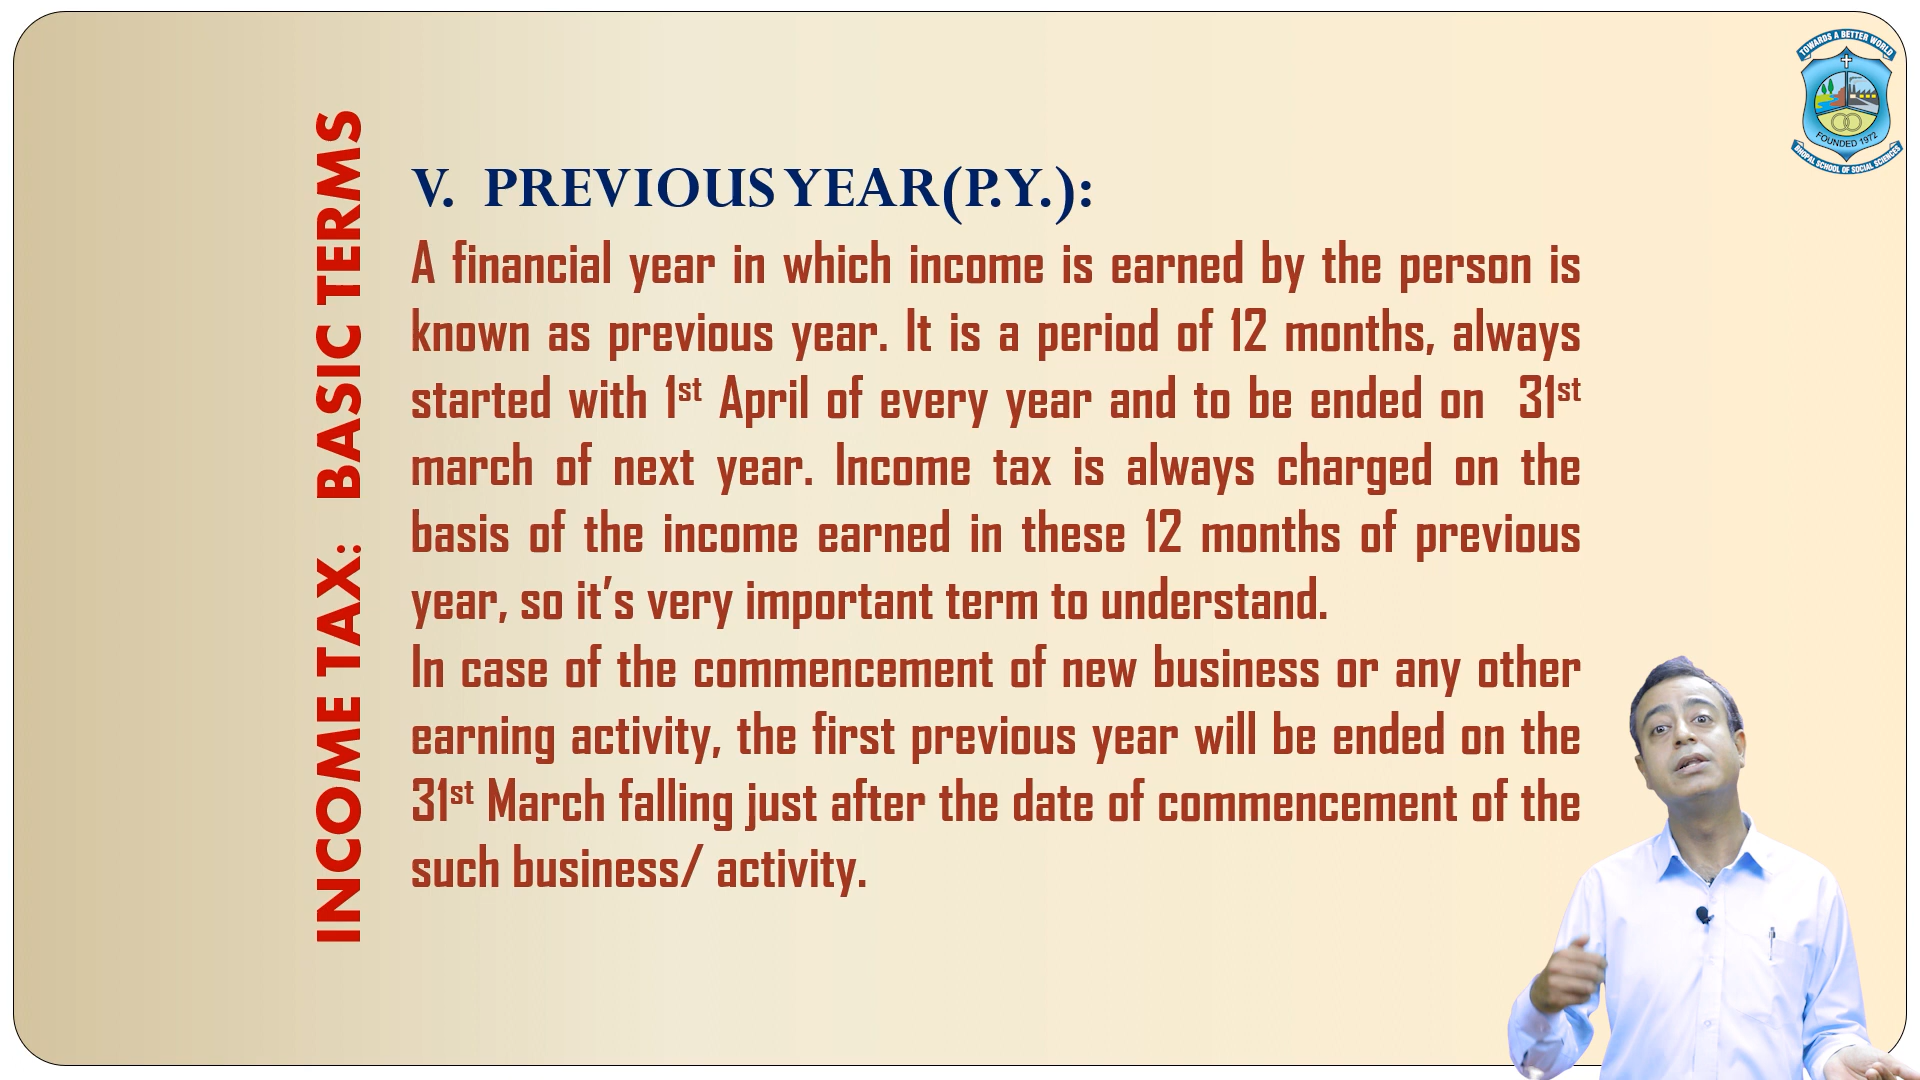 INCOME TAX: BASIC TERMS
V. PREVIOUS YEAR(P.Y.):
A financial year in which income is earned by the person is
known as previous year. It is a period of 12 months, always
started with 1st April of every year and to be ended on 31st
march of next year. Income tax is always charged on the
basis of the income earned in these 12 months of previous
year, so it's very important term to understand.
In case of the commencement of new business or any other
earning activity, the first previous year will be ended on the
31st March falling just after the date of commencement of the
such business/ activity.
TOWARDS A BETTER WORLD
FOUNDED 1972
BHOPAL SCHOOL OF SOCIAL SCIENCES